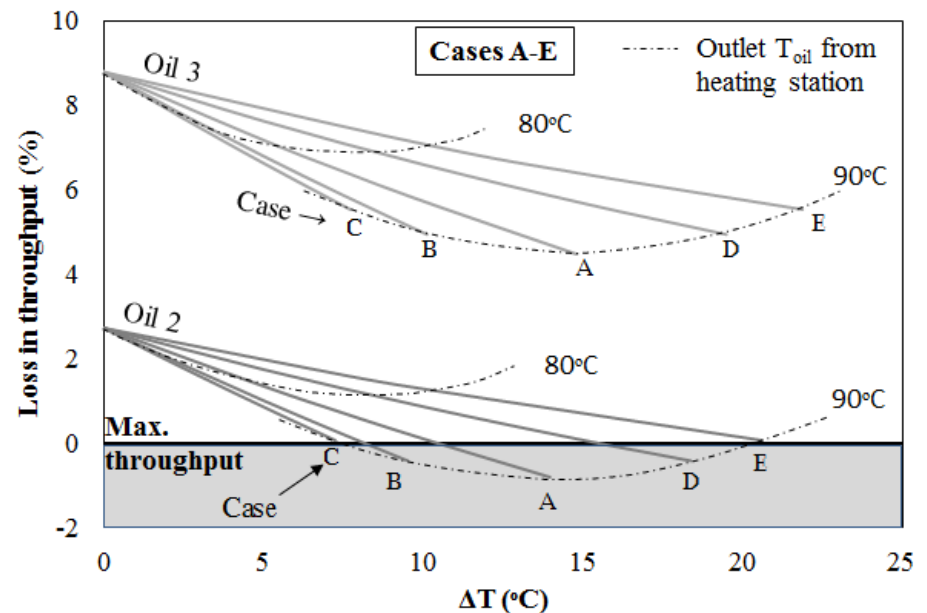 10
8
6
4
2
0
-2
Loss in throughput (%)
Cases A-E
Outlet Toil from
heating station
Oil 3
80°C
90°C
Case →
C
B
A
D
E
Oil 2
80°C
90°C
Max.
throughput
C
B
A
D
E
Case
0
5
10
15
20
25
ΔT (°C)